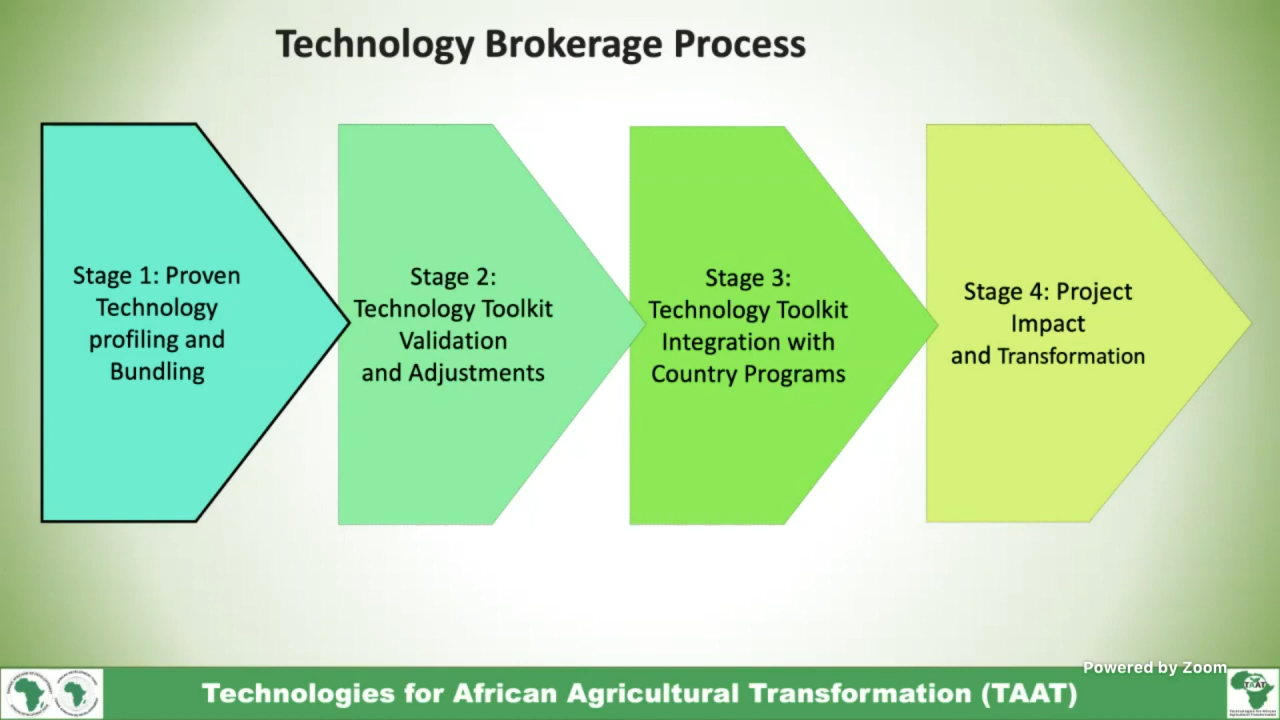 Technology Brokerage Process
Stage 1: Proven
Technology
profiling and
Bundling
Stage 2:
Technology Toolkit
Validation
and Adjustments
Stage 3:
Technology Toolkit
Integration with
Country Programs
Stage 4: Project
Impact
and Transformation
Powered by Zoom
Technologies for African Agricultural Transformation (TAAT)
TAAT